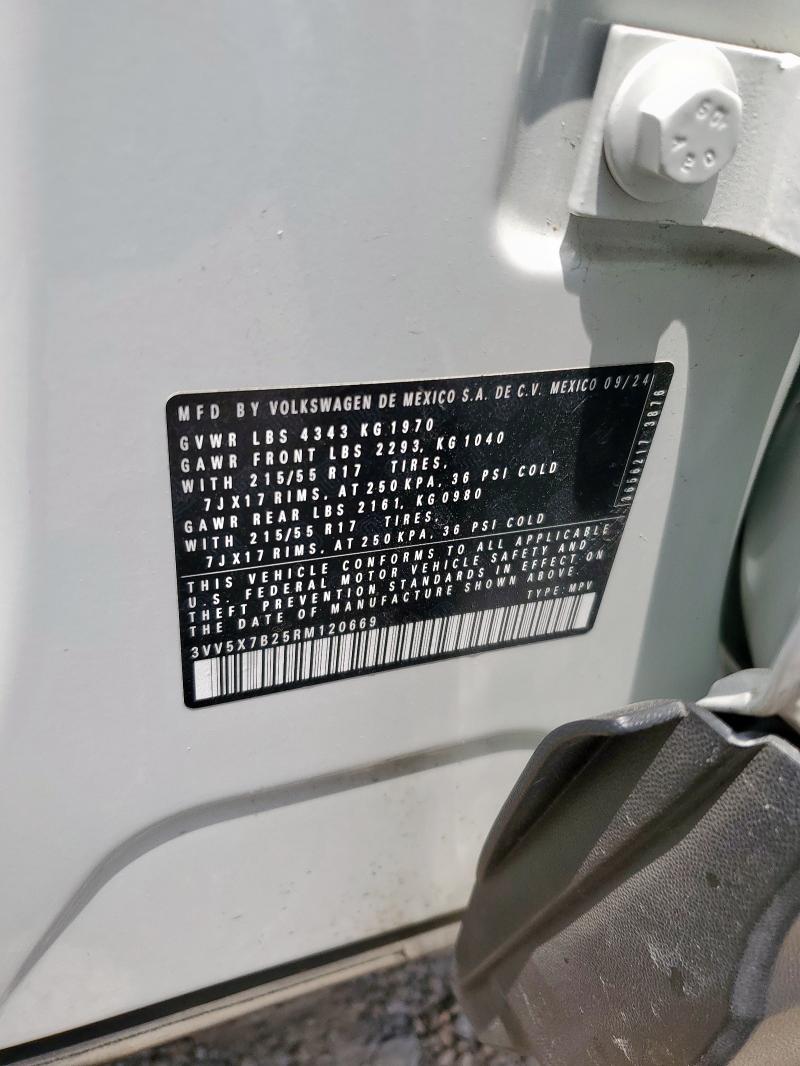 MFD BY VOLKSWAGEN DE MEXICO S.A. DE C.V. MEXICO 09/24
GVWR LBS 4343 KG 1970
GAWR FRONT LBS 2293, KG 1040
WITH 215/55 R17 TIRES,
7JX17 RIMS, AT 250 KPA, 36 PSI COLD
GAWR REAR LBS 2161, KG0980
WITH 215/55 R17 TIRES,
7JX17 RIMS, AT 250 KPA, 36 PSI COLD
3656217 3876
THIS VEHICLE CONFORMS TO ALL APPLICABLE
U.S. FEDERAL MOTOR VEHICLE SAFETY AND
THEFT PREVENTION STANDARDS IN EFFECT ON
THE DATE OF MANUFACTURE SHOWN ABOVE.
TYPE: MPV
3VV5X7B25RM120669